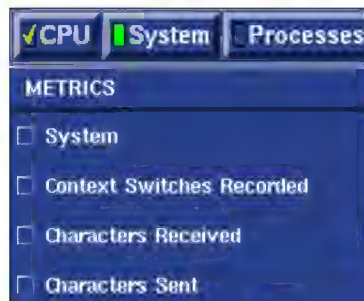 CPU System Processes
METRICS
System
Context Switches Recorded
Characters Received
Characters Sent